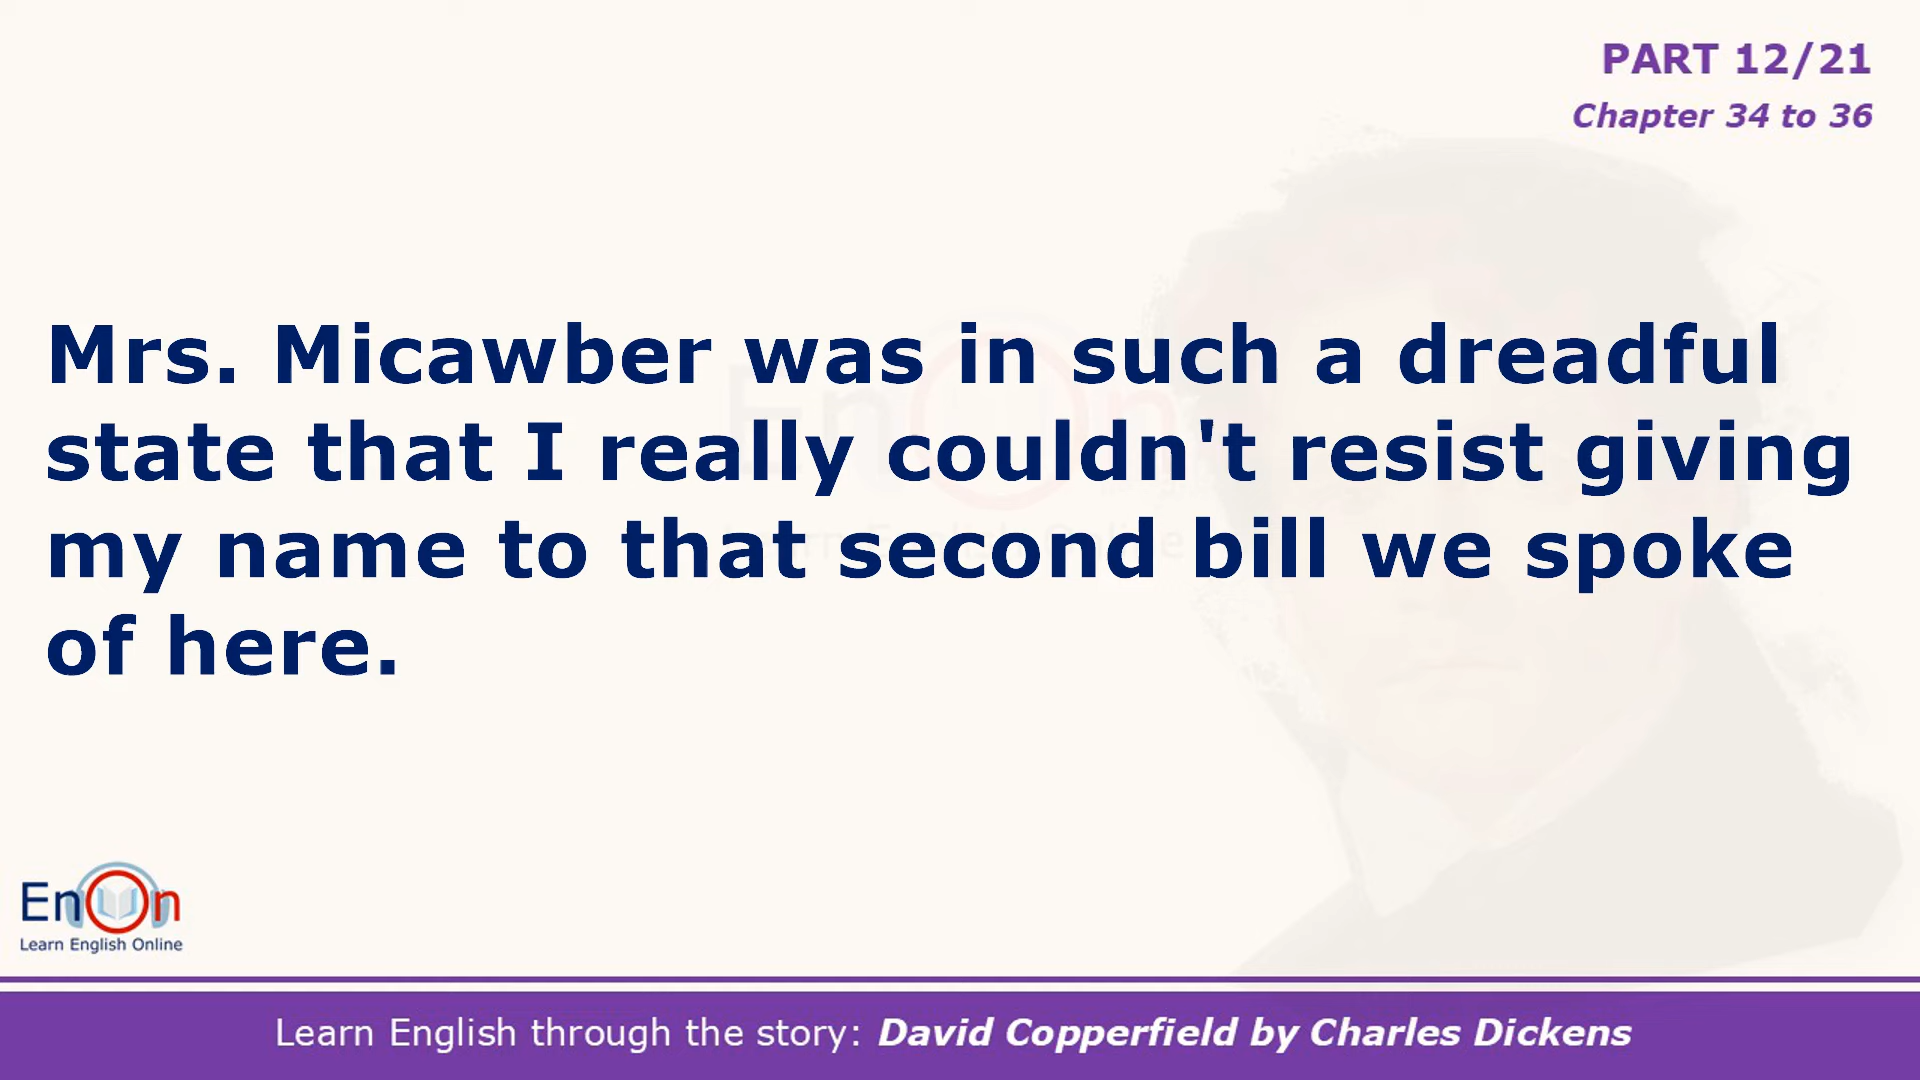 PART 12/21
Chapter 34 to 36
Mrs. Micawber was in such a dreadful
state that I really couldn't resist giving
my name to that second bill we spoke
of here.
EnOn
Learn English Online
Learn English through the story: David Copperfield by Charles Dickens